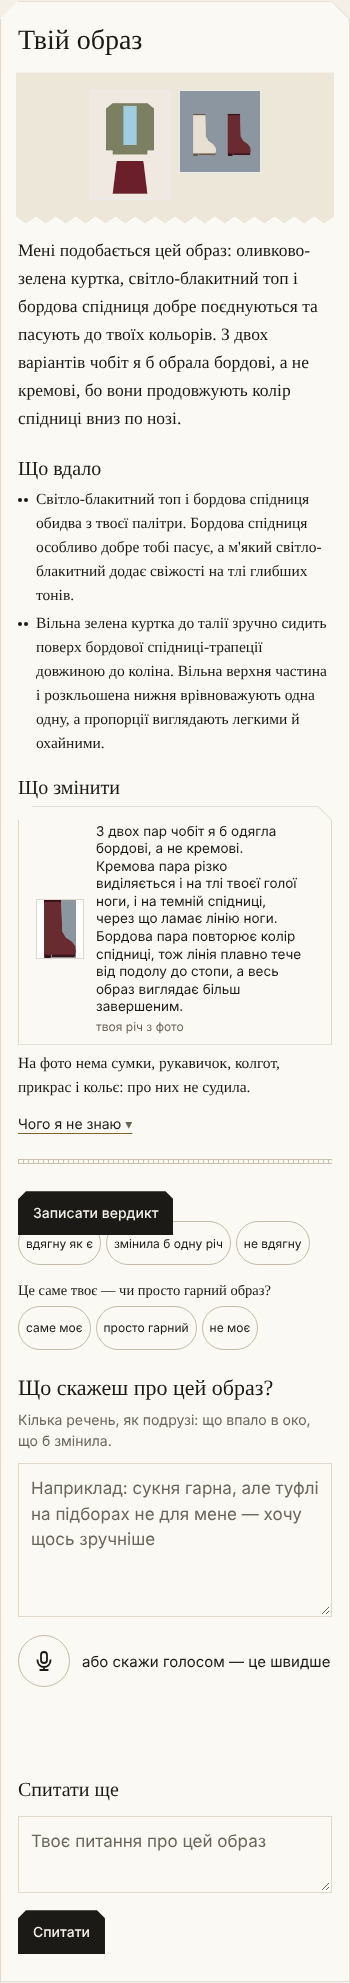 Твій образ
Мені подобається цей образ: оливково-
зелена куртка, світло-блакитний топ і
бордова спідниця добре поєднуються та
пасують до твоїх кольорів. З двох
варіантів чобіт я б обрала бордові, а не
кремові, бо вони продовжують колір
спідниці вниз по нозі.
Що вдало
•• Світло-блакитний топ і бордова спідниця
обидва з твоєї палітри. Бордова спідниця
особливо добре тобі пасує, а м'який світло-
блакитний додає свіжості на тлі глибших
тонів.
•• Вільна зелена куртка до талії зручно сидить
поверх бордової спідниці-трапеції
довжиною до коліна. Вільна верхня частина
і розкльошена нижня врівноважують одна
одну, а пропорції виглядають легкими й
охайними.
Що змінити
З двох пар чобіт я б одягла
бордові, а не кремові.
Кремова пара різко
виділяється і на тлі твоєї голої
ноги, і на темній спідниці,
через що ламає лінію ноги.
Бордова пара повторює колір
спідниці, тож лінія плавно тече
від подолу до стопи, а весь
образ виглядає більш
завершеним.
твоя річ з фото
На фото нема сумки, рукавичок, колгот,
прикрас і кольє: про них не судила.
Чого я не знаю ▾
Записати вердикт
вдягну як є
змінила б одну річ
не вдягну
Це саме твоє — чи просто гарний образ?
саме моє
просто гарний
не моє
Що скажеш про цей образ?
Кілька речень, як подрузі: що впало в око,
що б змінила.
Наприклад: сукня гарна, але туфлі
на підборах не для мене — хочу
щось зручніше
або скажи голосом — це швидше
Спитати ще
Твоє питання про цей образ
Спитати